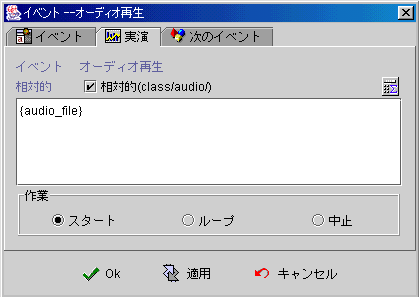 イベント --オーディオ再生
イベント 実演 次のイベント
イベント オーディオ再生
相対的 相対的(class/audio/)
{audio_file}
作業
スタート ループ 中止
Ok 適用 キャンセル